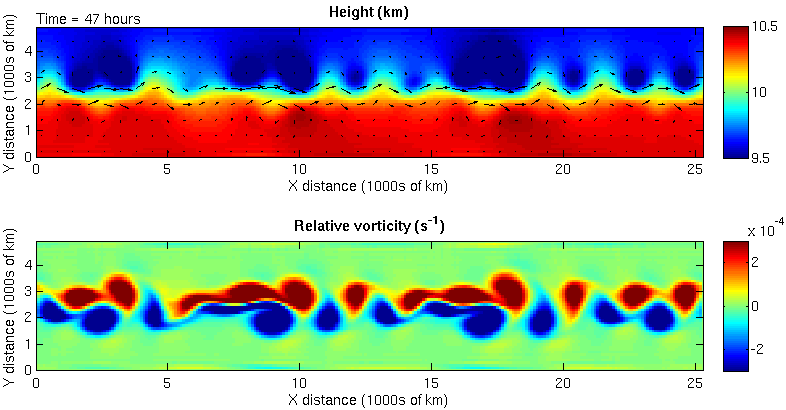 Height (km)
Time = 47 hours
Y distance (1000s of km)
4
3
2
1
0
0 5 10 15 20 25
X distance (1000s of km)
10.5
10
9.5
Relative vorticity (s-1)
x 10-4
Y distance (1000s of km)
4
3
2
1
0
0 5 10 15 20 25
X distance (1000s of km)
2
0
-2